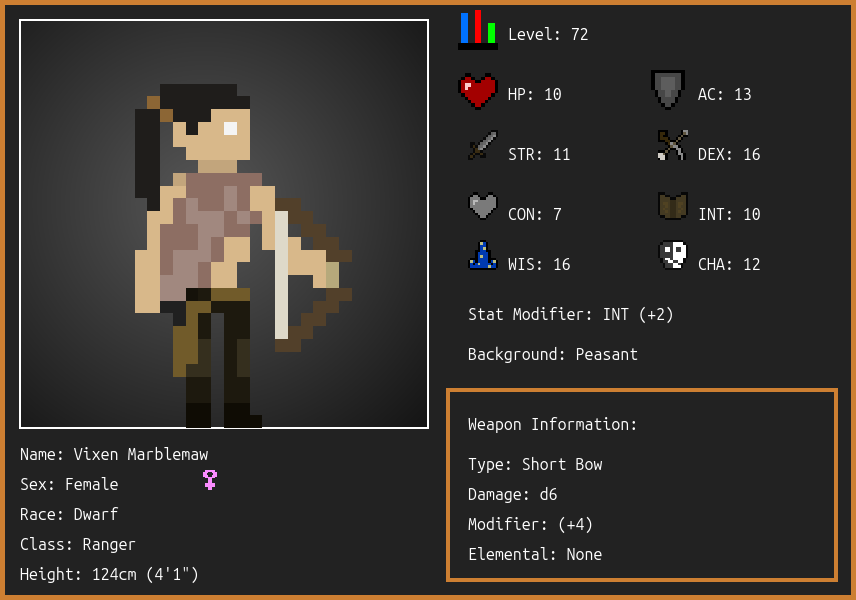 Level: 72
HP: 10
AC: 13
STR: 11
DEX: 16
CON: 7
INT: 10
WIS: 16
CHA: 12
Stat Modifier: INT (+2)
Background: Peasant
Weapon Information:
Type: Short Bow
Damage: d6
Modifier: (+4)
Elemental: None
Name: Vixen Marblemaw
Sex: Female
Race: Dwarf
Class: Ranger
Height: 124cm (4'1")